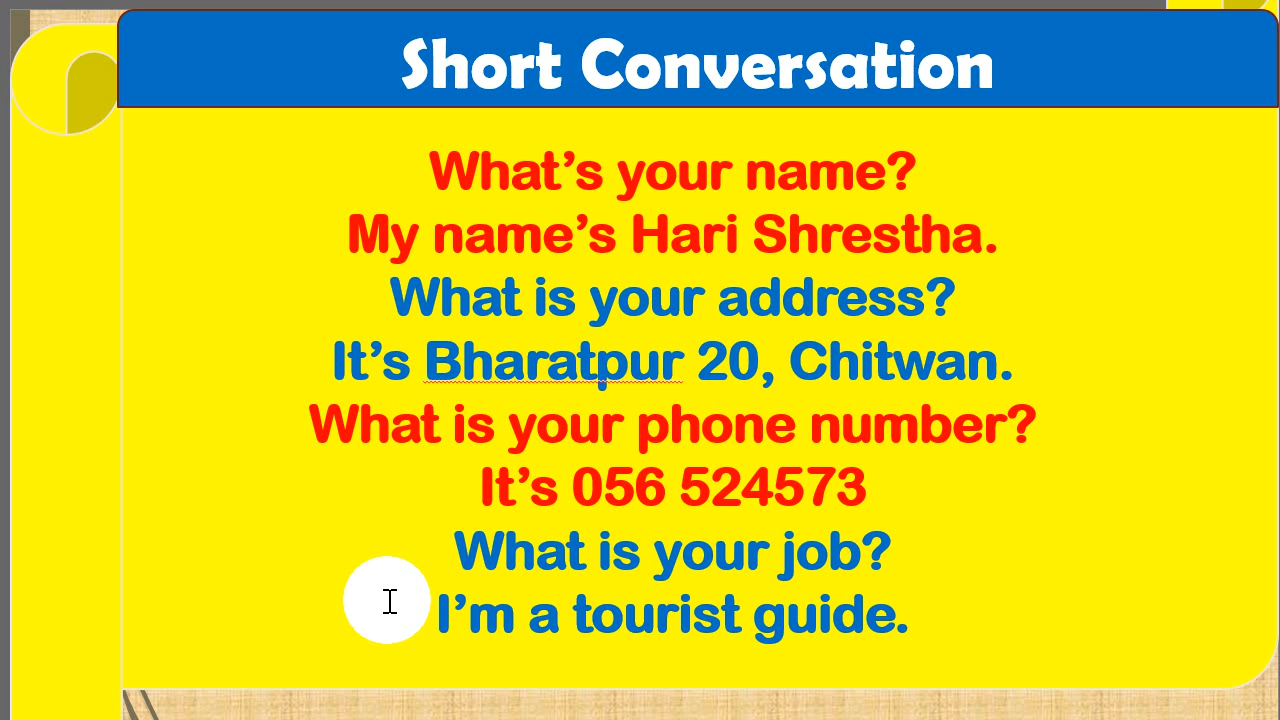 Short Conversation
What’s your name?
My name’s Hari Shrestha.
What is your address?
It’s Bharatpur 20, Chitwan.
What is your phone number?
It’s 056 524573
What is your job?
I’m a tourist guide.